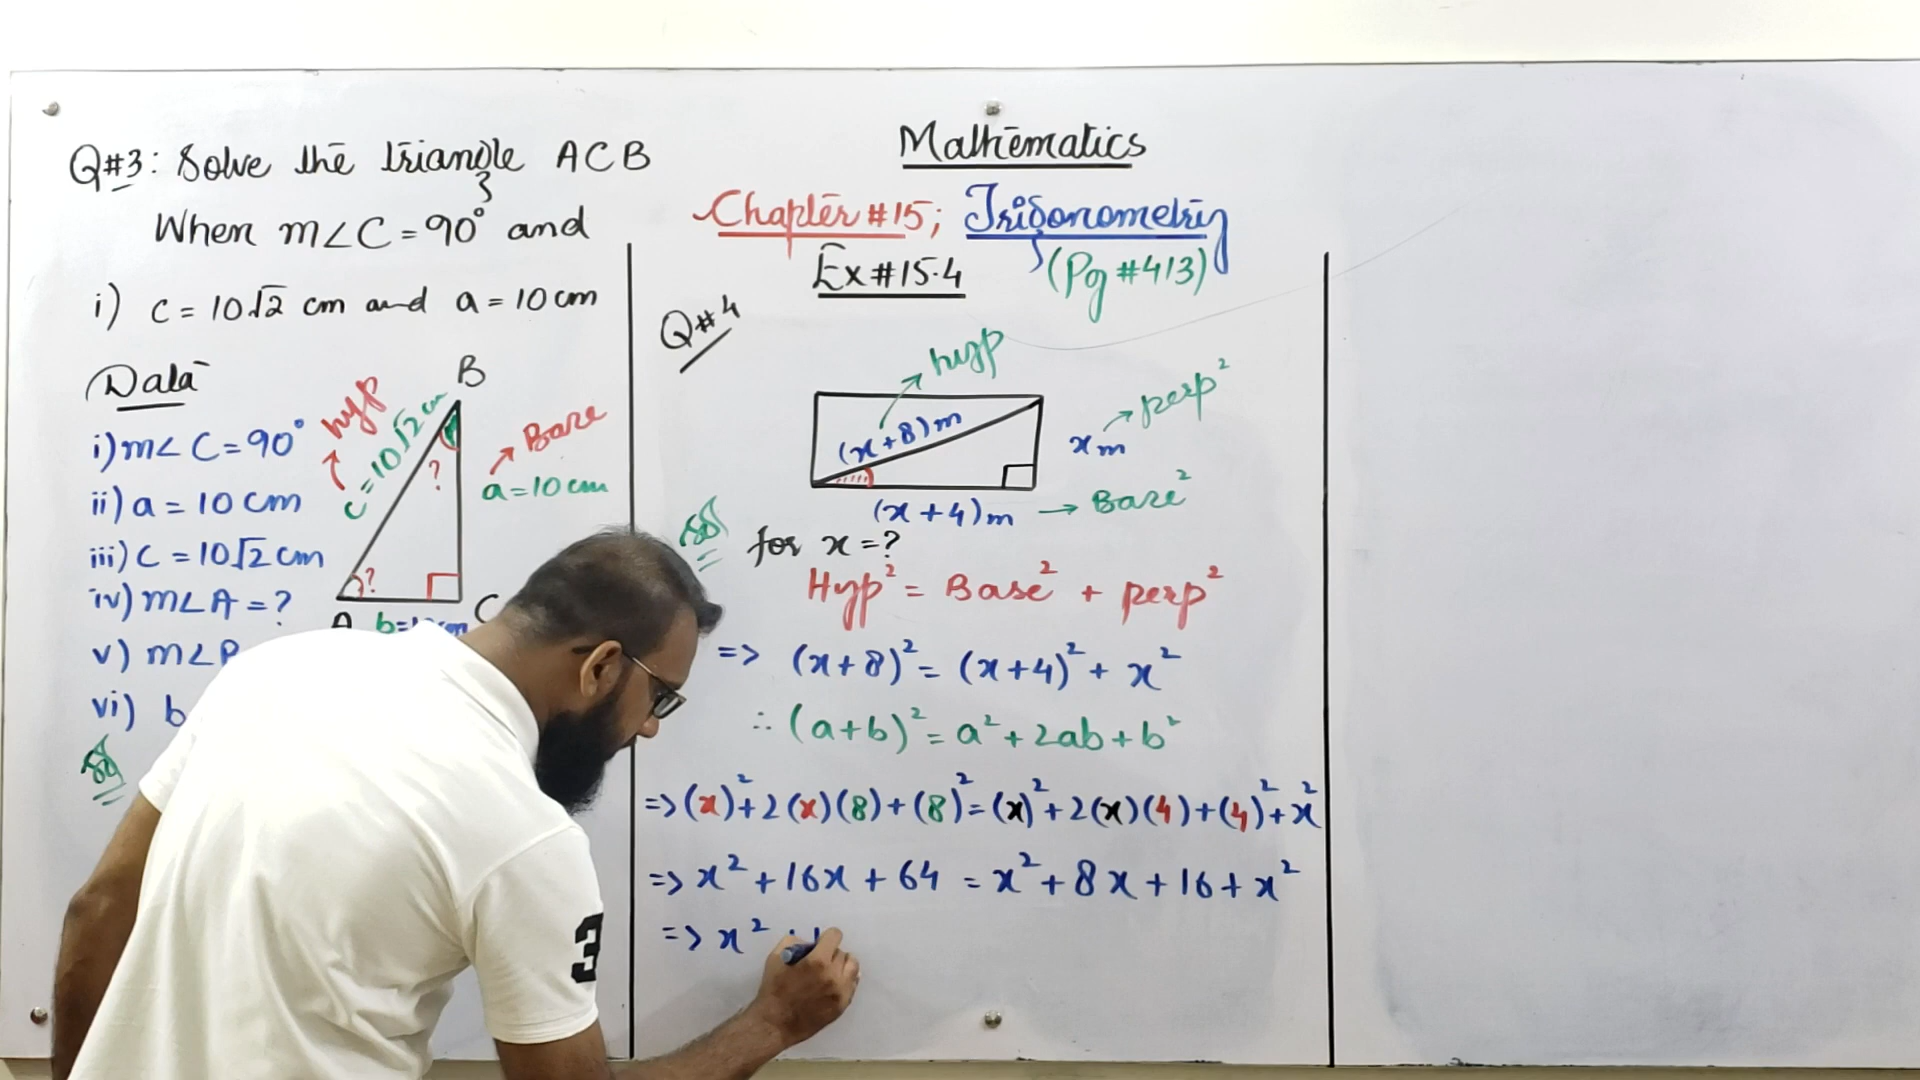 Q#3: Solve the triangle ACB
When m∠C = 90° and
i) c = 10√2 cm and a = 10 cm
Data
i) m∠C = 90°
ii) a = 10 cm
iii) c = 10√2 cm
iv) m∠A = ?
v) m∠B
vi) b
Sol
hyp
c = 10√2 cm
B
?
Base
a = 10 cm
?
A
C
3
Mathematics
Chapter #15; Trigonometry
Ex #15.4
(Pg #413)
Q#4
hyp
(x+8)m
perp²
x m
(x+4)m → Base²
Sol
for x = ?
Hyp² = Base² + perp²
=> (x+8)² = (x+4)² + x²
∴ (a+b)² = a² + 2ab + b²
=> (x)² + 2(x)(8) + (8)² = (x)² + 2(x)(4) + (4)² + x²
=> x² + 16x + 64 = x² + 8x + 16 + x²
=> x²